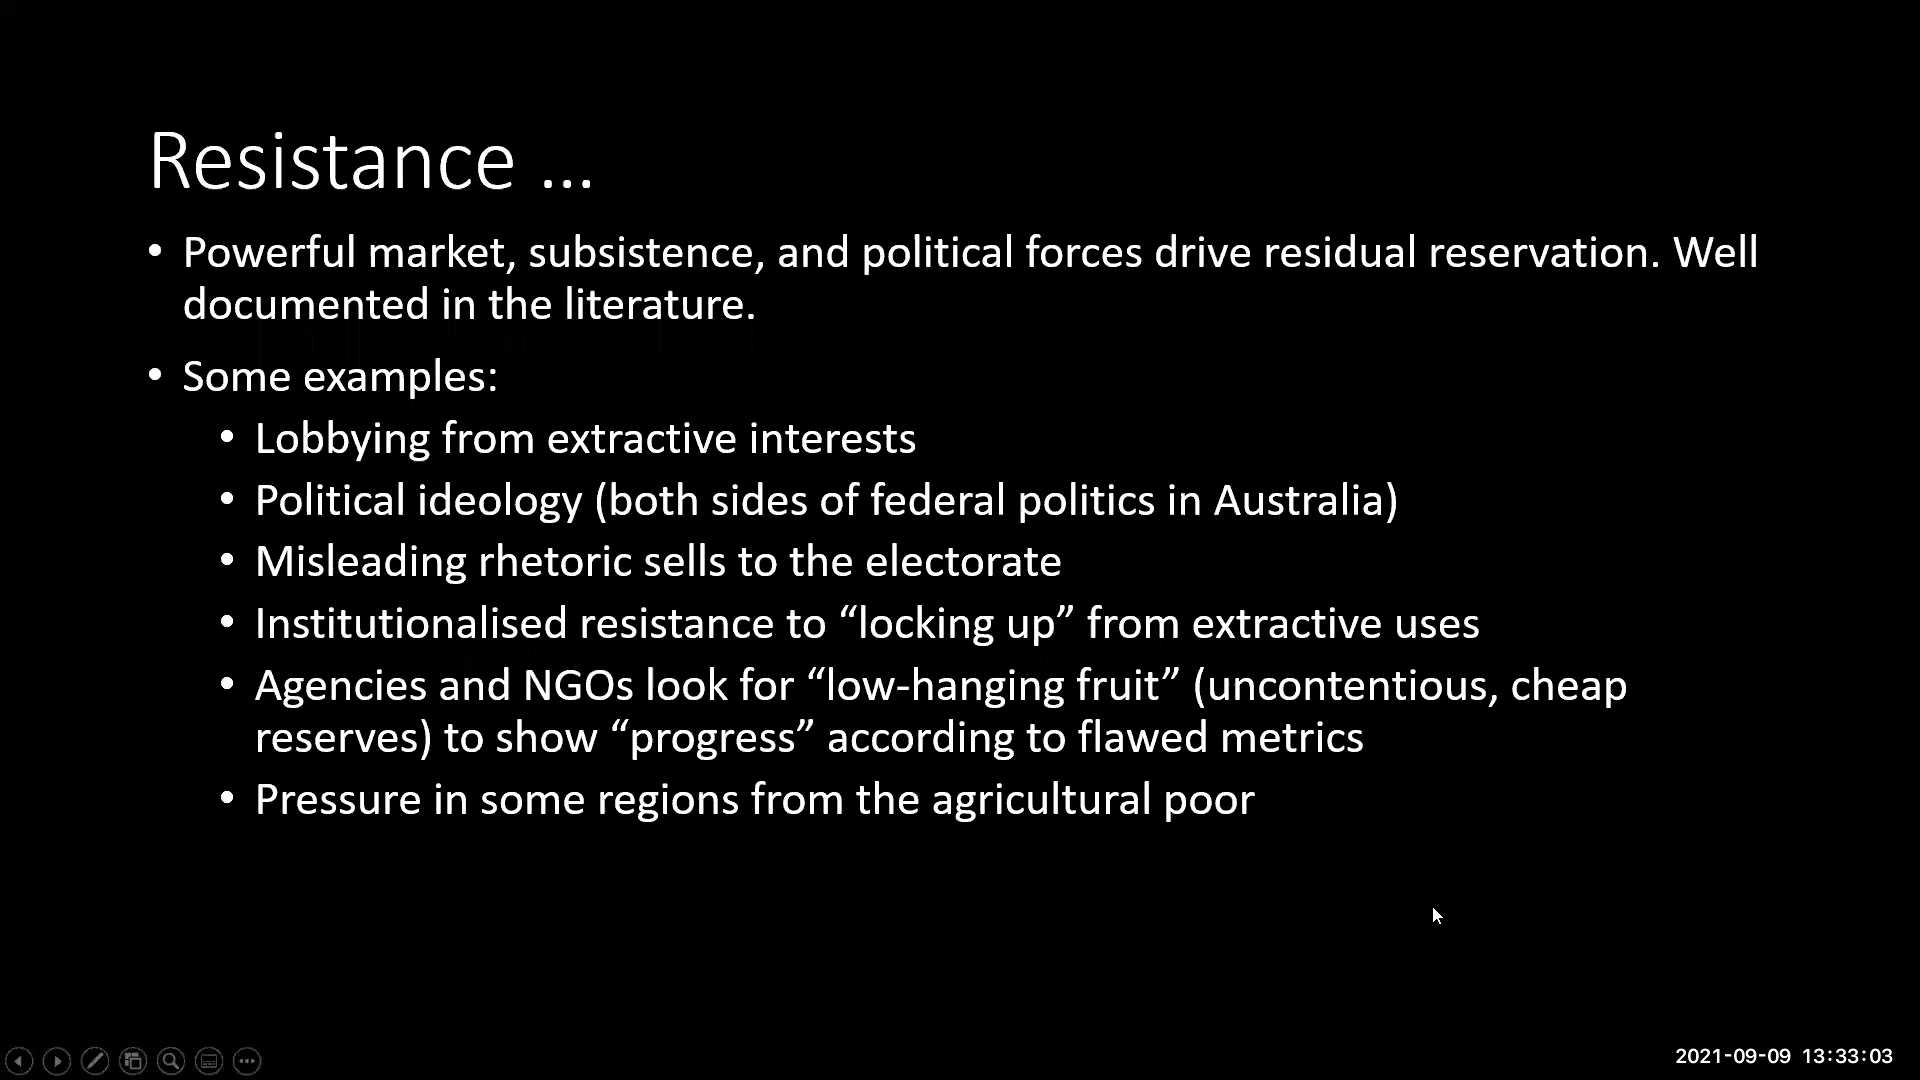 Resistance ...
• Powerful market, subsistence, and political forces drive residual reservation. Well
documented in the literature.
• Some examples:
• Lobbying from extractive interests
• Political ideology (both sides of federal politics in Australia)
• Misleading rhetoric sells to the electorate
• Institutionalised resistance to “locking up” from extractive uses
• Agencies and NGOs look for “low-hanging fruit” (uncontentious, cheap
reserves) to show “progress” according to flawed metrics
• Pressure in some regions from the agricultural poor
2021-09-09 13:33:03